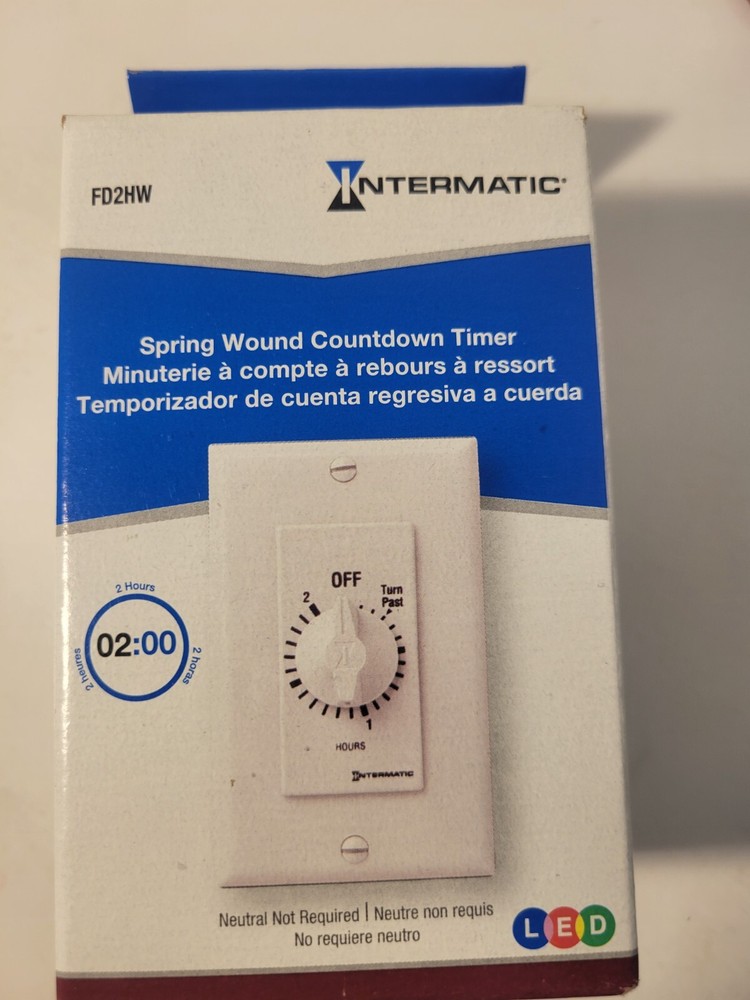 FD2HW
INTERMATIC
Spring Wound Countdown Timer
Minuterie à compte à rebours à ressort
Temporizador de cuenta regresiva a cuerda
2 Hours
02:00
2 heures
2 horas
OFF
Turn
Past
2
1
HOURS
INTERMATIC
Neutral Not Required | Neutre non requis
No requiere neutro
LED